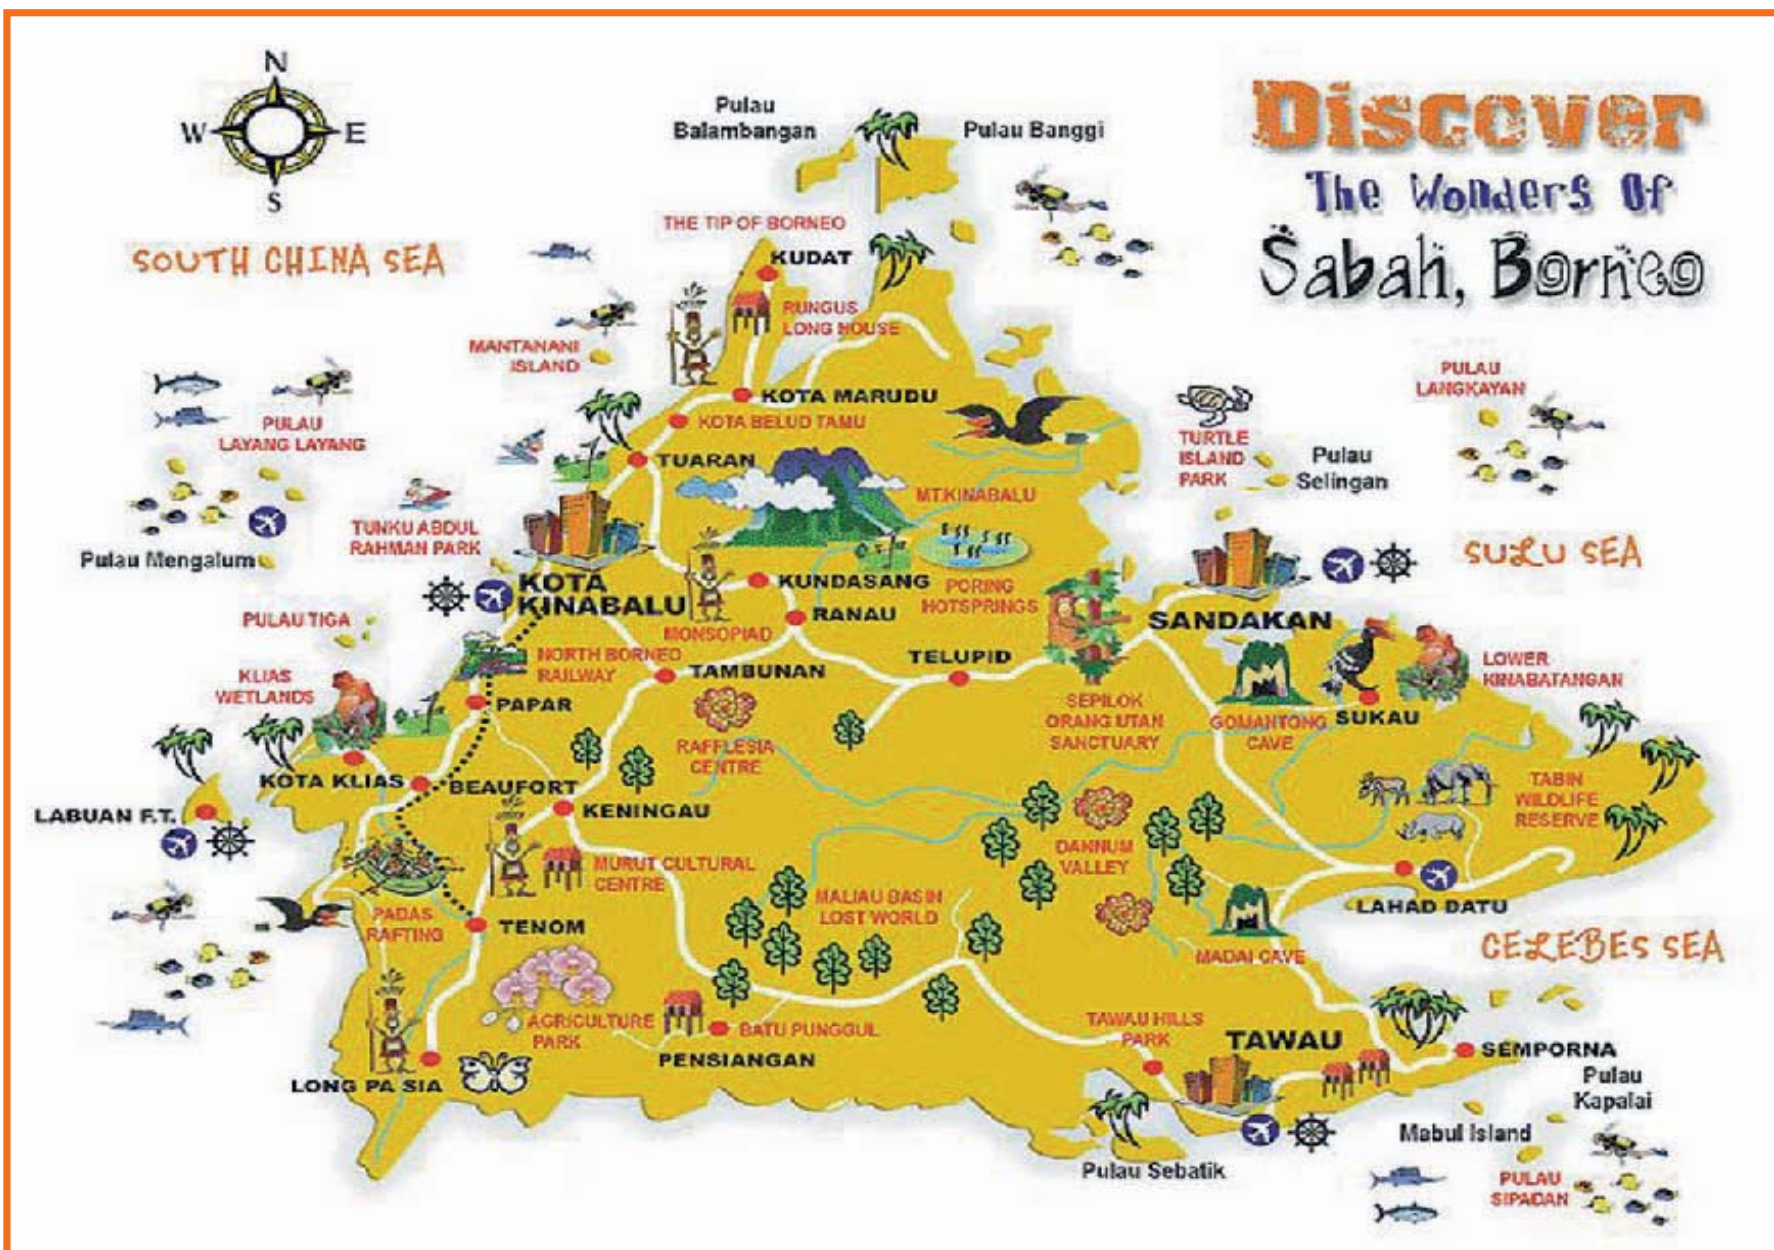 N
W E
S
Discover
The Wonders Of
Sabah, Borneo
SOUTH CHINA SEA
Pulau
Balambangan
Pulau Banggi
THE TIP OF BORNEO
KUDAT
RUNGUS
LONG HOUSE
MANTANANI
ISLAND
KOTA MARUDU
KOTA BELUD TAMU
PULAU
LAYANG LAYANG
PULAU
LANGKAYAN
TURTLE
ISLAND
PARK
Pulau
Selingan
TUARAN
MT.KINABALU
TUNKU ABDUL
RAHMAN PARK
Pulau Mengalum
SULU SEA
KOTA
KINABALU
KUNDASANG
PORING
HOTSPRINGS
RANAU
MONSOPIAD
SANDAKAN
PULAU TIGA
NORTH BORNEO
RAILWAY
TAMBUNAN
TELUPID
LOWER
KINABATANGAN
KLIAS
WETLANDS
PAPAR
RAFFLESIA
CENTRE
SEPILOK
ORANG UTAN
SANCTUARY
GOMANTONG
CAVE
SUKAU
KOTA KLIAS
BEAUFORT
KENINGAU
LABUAN F.T.
TABIN
WILDLIFE
RESERVE
DANNUM
VALLEY
MURUT CULTURAL
CENTRE
MALIAU BASIN
LOST WORLD
LAHAD DATU
PADAS
RAFTING
TENOM
MADAI CAVE
CELEBES SEA
AGRICULTURE
PARK
BATU PUNGGUL
PENSIANGAN
TAWAU HILLS
PARK
TAWAU
SEMPORNA
LONG PA SIA
Pulau
Kapalai
Mabul Island
Pulau Sebatik
PULAU
SIPADAN